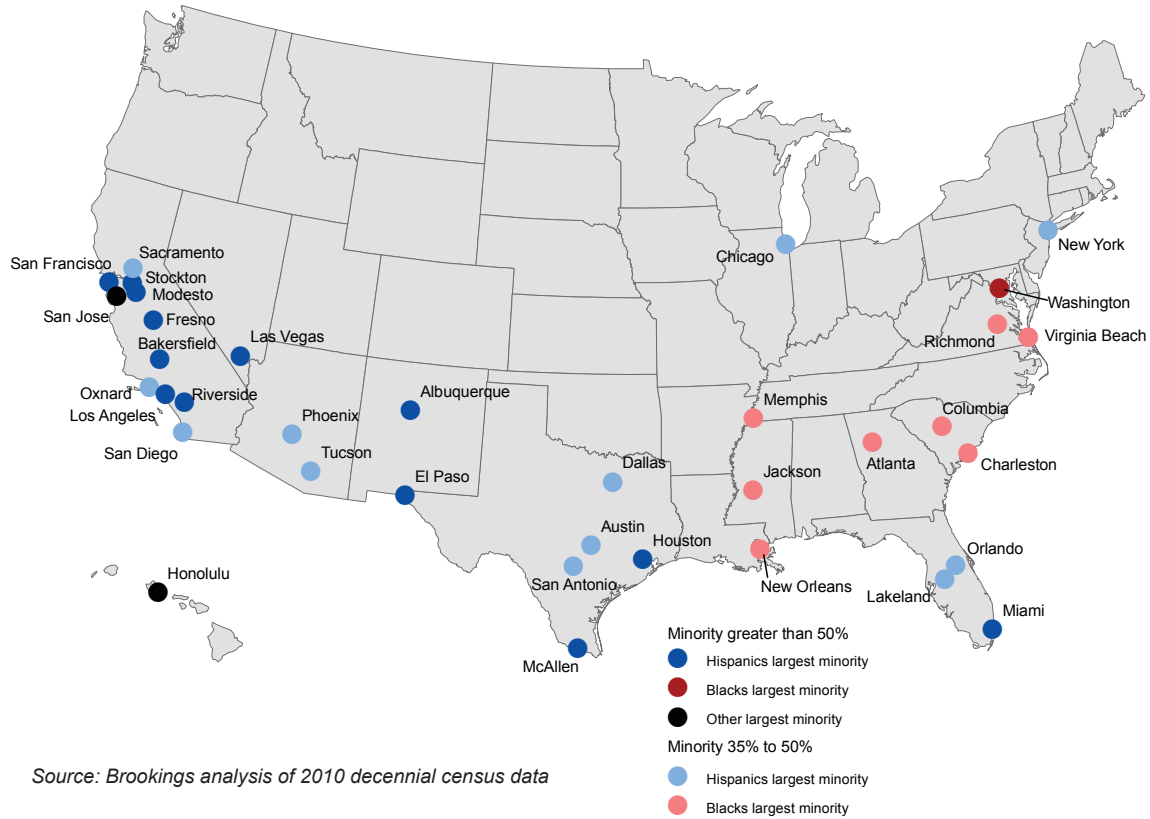 Sacramento
San Francisco
Stockton
Modesto
San Jose
Fresno
Bakersfield
Las Vegas
Oxnard
Riverside
Los Angeles
San Diego
Phoenix
Tucson
Albuquerque
El Paso
Dallas
Austin
Houston
San Antonio
McAllen
Honolulu
Chicago
New York
Washington
Richmond
Virginia Beach
Memphis
Columbia
Jackson
Atlanta
Charleston
New Orleans
Orlando
Lakeland
Miami
Minority greater than 50%
Hispanics largest minority
Blacks largest minority
Other largest minority
Minority 35% to 50%
Hispanics largest minority
Blacks largest minority
Source: Brookings analysis of 2010 decennial census data